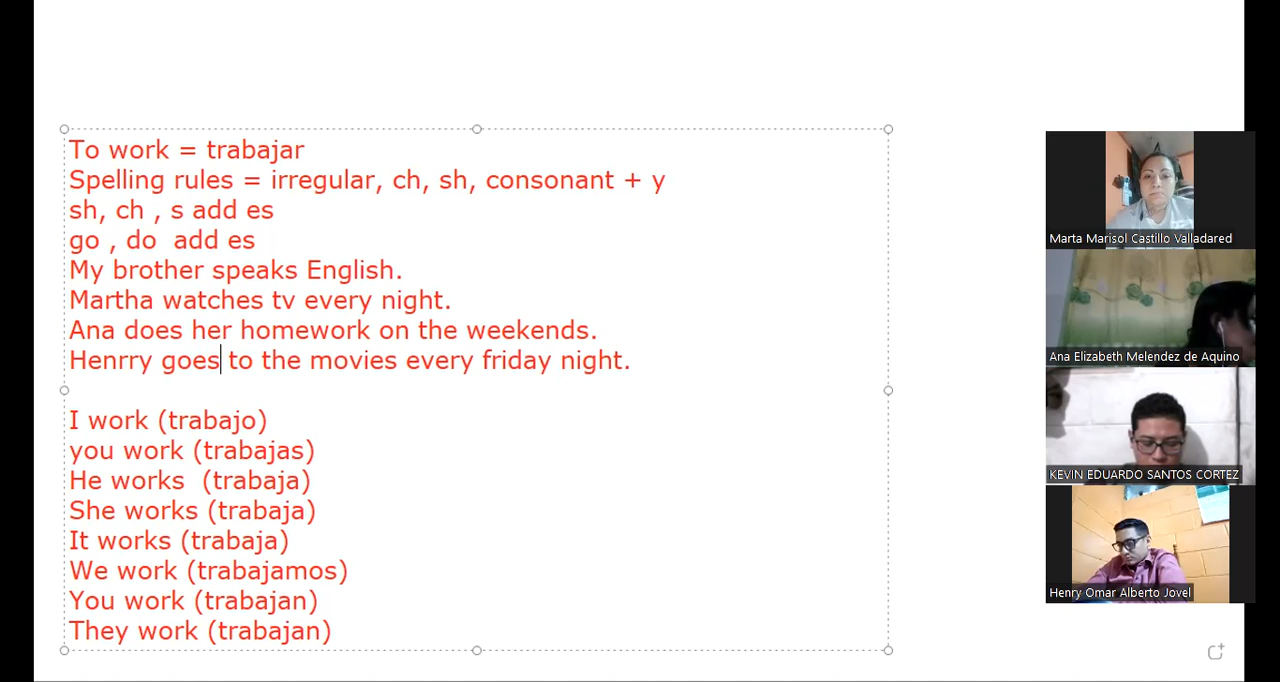 To work = trabajar
Spelling rules = irregular, ch, sh, consonant + y
sh, ch , s add es
go , do  add es
My brother speaks English.
Martha watches tv every night.
Ana does her homework on the weekends.
Henrry goes to the movies every friday night.
I work (trabajo)
you work (trabajas)
He works  (trabaja)
She works (trabaja)
It works (trabaja)
We work (trabajamos)
You work (trabajan)
They work (trabajan)
Marta Marisol Castillo Valladared
Ana Elizabeth Melendez de Aquino
KEVIN EDUARDO SANTOS CORTEZ
Henry Omar Alberto Jovel